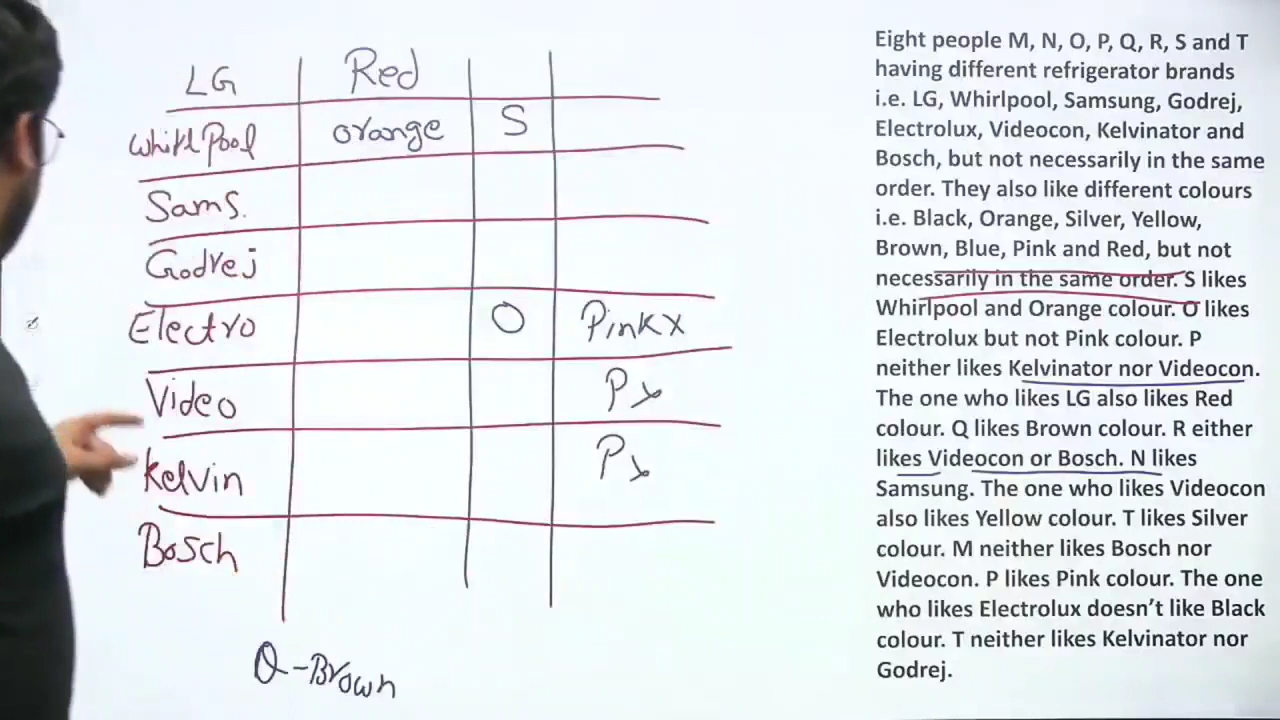 LG Red
Whirlpool orange S
Sams.
Godrej
Electro O Pink x
Video P x
Kelvin P x
Bosch
Q - Brown
Eight people M, N, O, P, Q, R, S and T
having different refrigerator brands
i.e. LG, Whirlpool, Samsung, Godrej,
Electrolux, Videocon, Kelvinator and
Bosch, but not necessarily in the same
order. They also like different colours
i.e. Black, Orange, Silver, Yellow,
Brown, Blue, Pink and Red, but not
necessarily in the same order. S likes
Whirlpool and Orange colour. O likes
Electrolux but not Pink colour. P
neither likes Kelvinator nor Videocon.
The one who likes LG also likes Red
colour. Q likes Brown colour. R either
likes Videocon or Bosch. N likes
Samsung. The one who likes Videocon
also likes Yellow colour. T likes Silver
colour. M neither likes Bosch nor
Videocon. P likes Pink colour. The one
who likes Electrolux doesn't like Black
colour. T neither likes Kelvinator nor
Godrej.